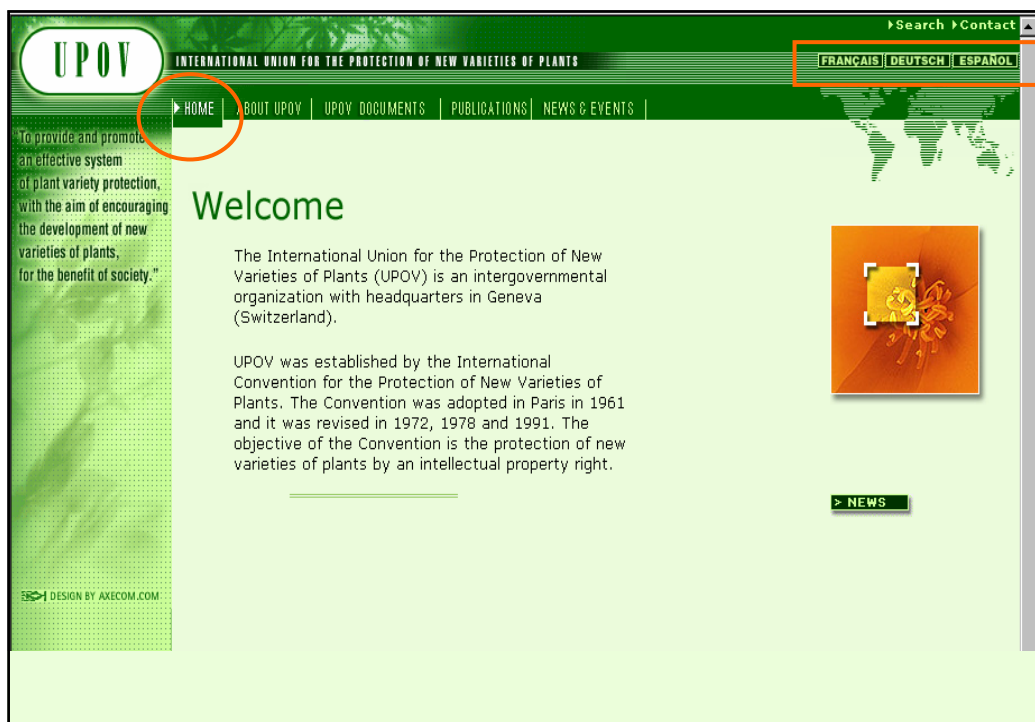 ▸Search ▸Contact
UPOV
INTERNATIONAL UNION FOR THE PROTECTION OF NEW VARIETIES OF PLANTS
FRANÇAIS DEUTSCH ESPAÑOL
HOME | ABOUT UPOV | UPOV DOCUMENTS | PUBLICATIONS | NEWS & EVENTS |
"To provide and promote
an effective system
of plant variety protection,
with the aim of encouraging
the development of new
varieties of plants,
for the benefit of society."
Welcome
The International Union for the Protection of New
Varieties of Plants (UPOV) is an intergovernmental
organization with headquarters in Geneva
(Switzerland).
UPOV was established by the International
Convention for the Protection of New Varieties of
Plants. The Convention was adopted in Paris in 1961
and it was revised in 1972, 1978 and 1991. The
objective of the Convention is the protection of new
varieties of plants by an intellectual property right.
> NEWS
DESIGN BY AXECOM.COM